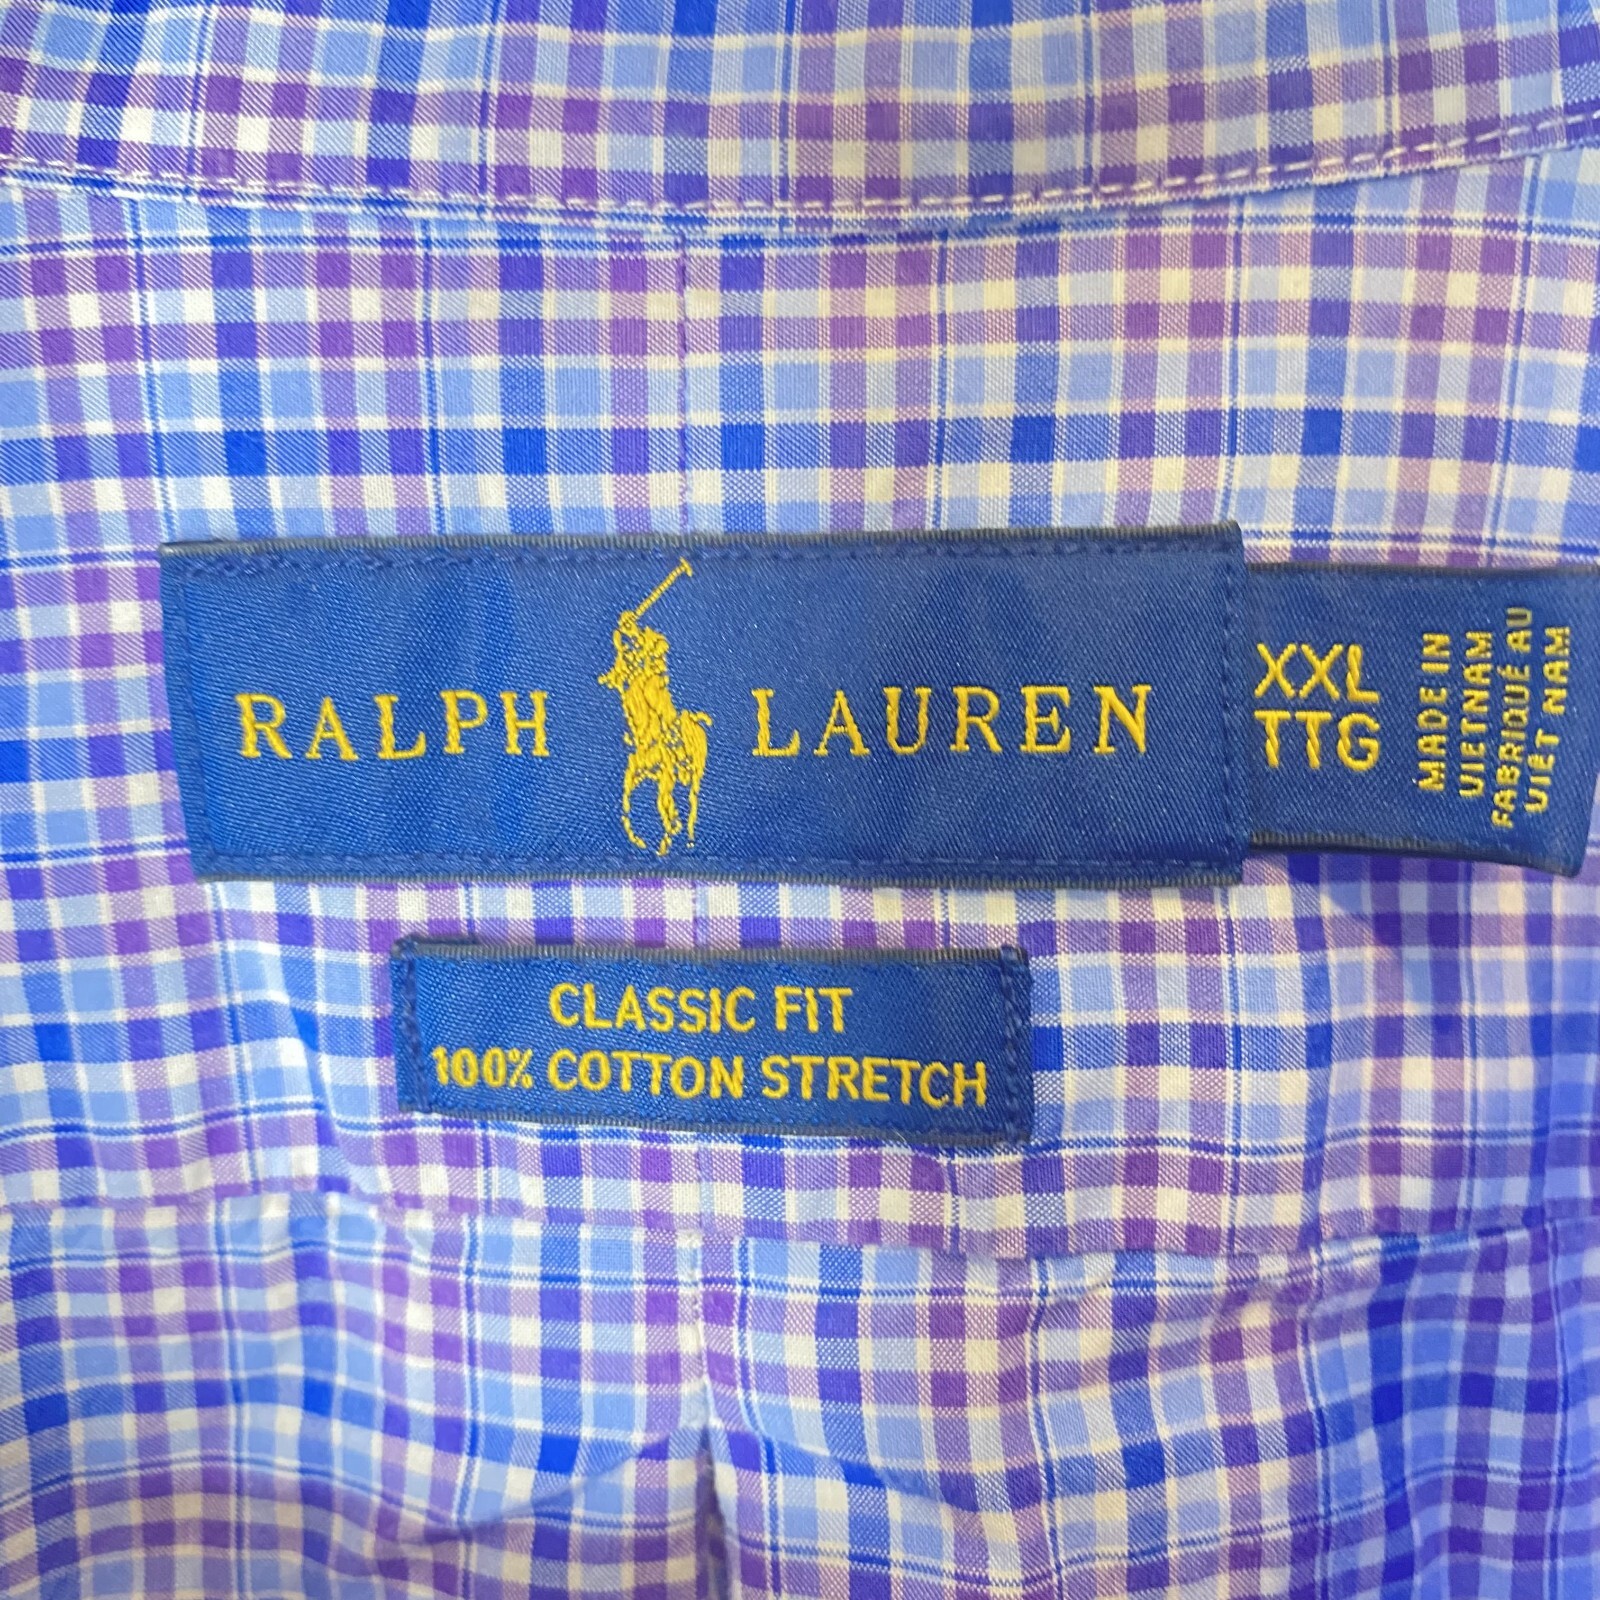 RALPH LAUREN
XXL
TTG
MADE IN
VIETNAM
FABRIQUÉ AU
VIÊT NAM
CLASSIC FIT
100% COTTON STRETCH